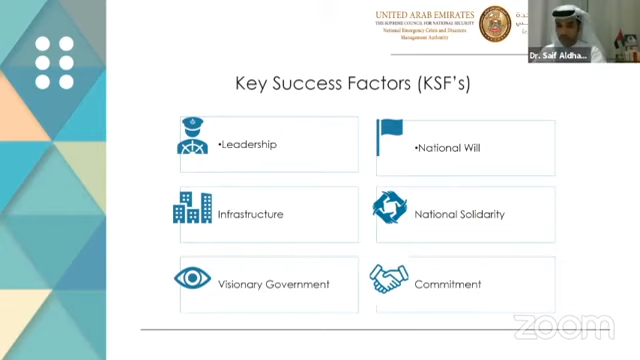 UNITED ARAB EMIRATES
THE SUPREME COUNCIL FOR NATIONAL SECURITY
National Emergency Crisis and Disasters
Management Authority
Dr. Saif Aldha...
Key Success Factors (KSF's)
•Leadership
•National Will
Infrastructure
National Solidarity
Visionary Government
Commitment
zoom